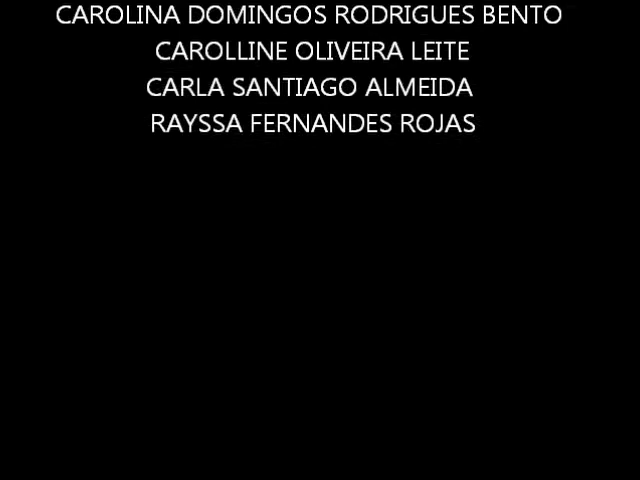 CAROLINA DOMINGOS RODRIGUES BENTO
CAROLLINE OLIVEIRA LEITE
CARLA SANTIAGO ALMEIDA
RAYSSA FERNANDES ROJAS